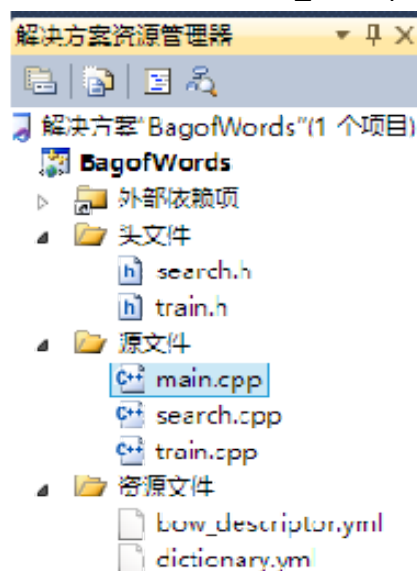 解决方案资源管理器
解决方案"BagofWords"(1 个项目)
BagofWords
外部依赖项
头文件
search.h
train.h
源文件
main.cpp
search.cpp
train.cpp
资源文件
bow_descriptor.yml
dictionary.yml